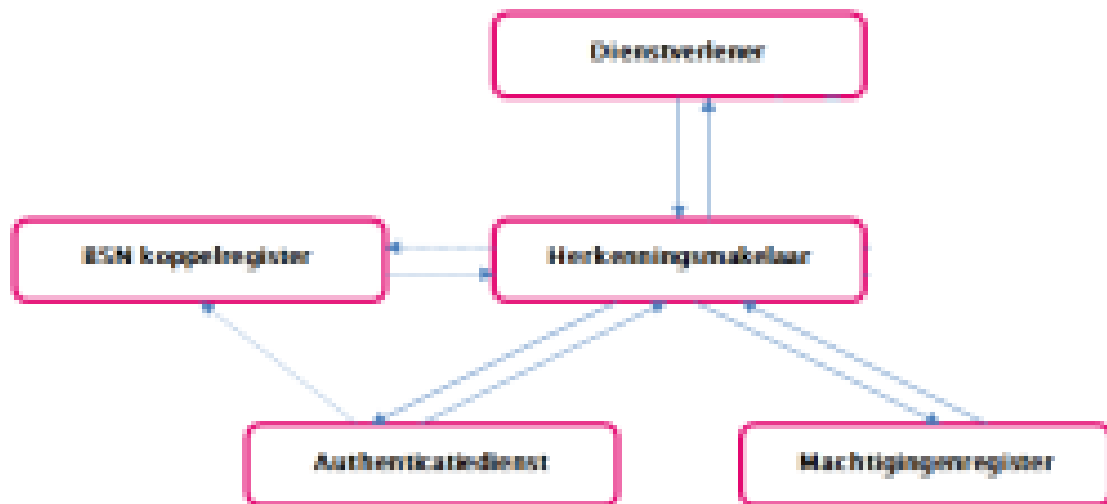 Dienstverlener
BSN koppelregister
Herkenningsmakelaar
Authenticatiedienst
Machtigingenregister